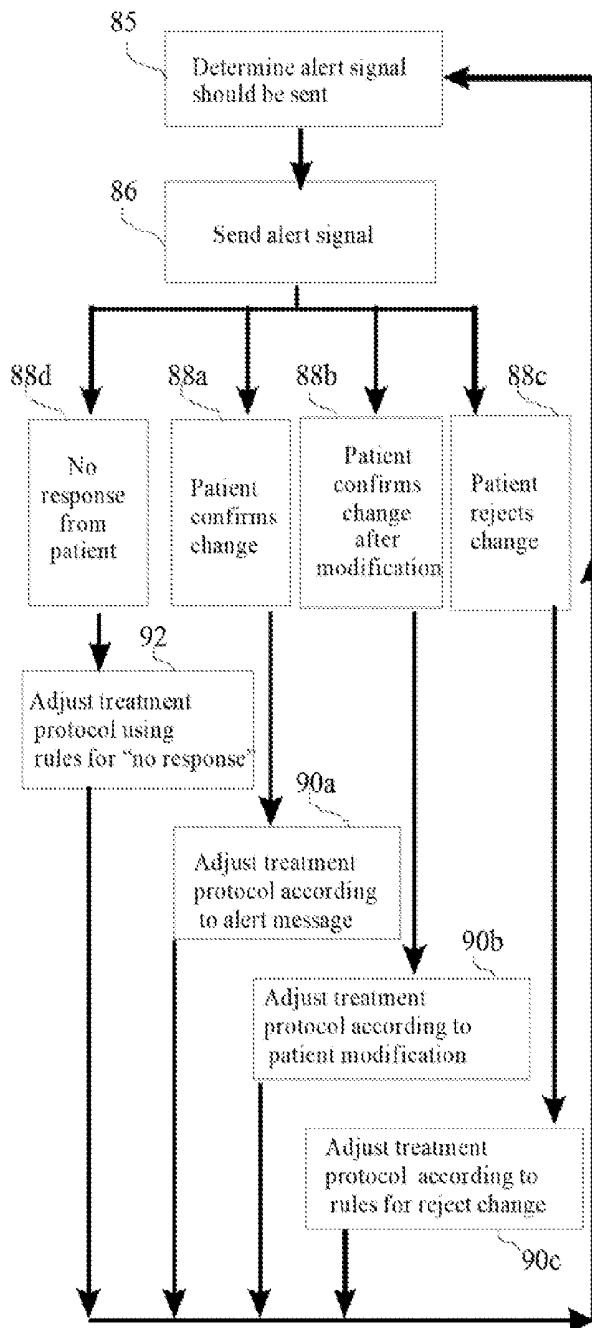 85
Determine alert signal
should be sent
86
Send alert signal
88d
88a
88b
88c
No
response
from
patient
Patient
confirms
change
Patient
confirms
change
after
modification
Patient
rejects
change
92
Adjust treatment
protocol using
rules for "no response"
90a
Adjust treatment
protocol according
to alert message
90b
Adjust treatment
protocol according to
patient modification
Adjust treatment
protocol according to
rules for reject change
90c